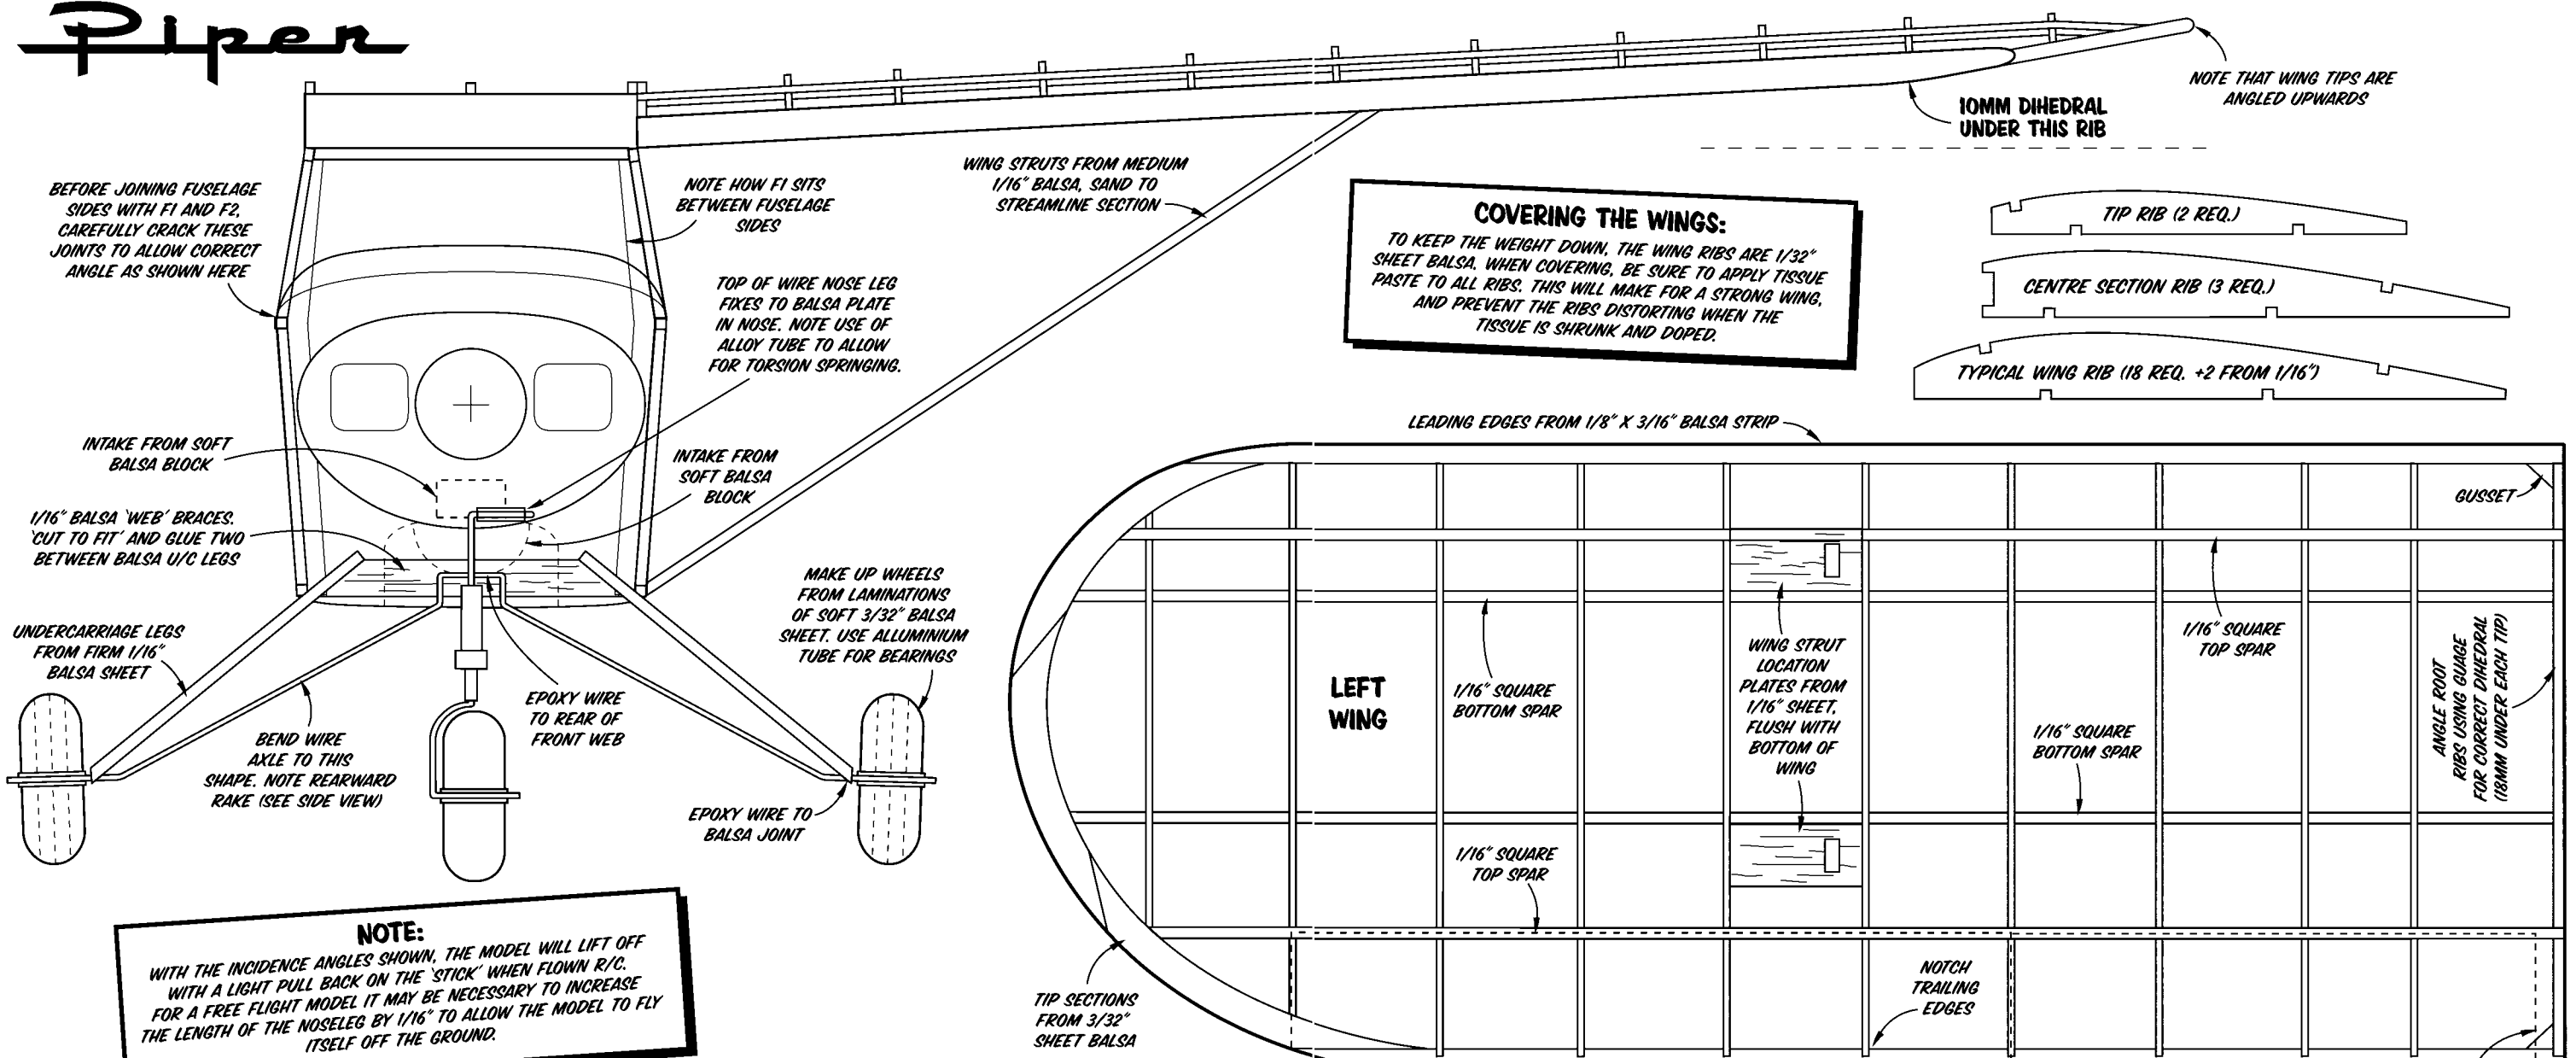 Piper
NOTE THAT WING TIPS ARE
ANGLED UPWARDS
10MM DIHEDRAL
UNDER THIS RIB
BEFORE JOINING FUSELAGE
SIDES WITH F1 AND F2,
CAREFULLY CRACK THESE
JOINTS TO ALLOW CORRECT
ANGLE AS SHOWN HERE
NOTE HOW F1 SITS
BETWEEN FUSELAGE
SIDES
WING STRUTS FROM MEDIUM
1/16" BALSA, SAND TO
STREAMLINE SECTION
COVERING THE WINGS:
TO KEEP THE WEIGHT DOWN, THE WING RIBS ARE 1/32"
SHEET BALSA. WHEN COVERING, BE SURE TO APPLY TISSUE
PASTE TO ALL RIBS. THIS WILL MAKE FOR A STRONG WING,
AND PREVENT THE RIBS DISTORTING WHEN THE
TISSUE IS SHRUNK AND DOPED.
TIP RIB (2 REQ.)
CENTRE SECTION RIB (3 REQ.)
TYPICAL WING RIB (18 REQ. +2 FROM 1/16")
TOP OF WIRE NOSE LEG
FIXES TO BALSA PLATE
IN NOSE. NOTE USE OF
ALLOY TUBE TO ALLOW
FOR TORSION SPRINGING.
LEADING EDGES FROM 1/8" X 3/16" BALSA STRIP
INTAKE FROM SOFT
BALSA BLOCK
INTAKE FROM
SOFT BALSA
BLOCK
GUSSET
1/16" BALSA 'WEB' BRACES.
'CUT TO FIT' AND GLUE TWO
BETWEEN BALSA U/C LEGS
MAKE UP WHEELS
FROM LAMINATIONS
OF SOFT 3/32" BALSA
SHEET. USE ALLUMINIUM
TUBE FOR BEARINGS
UNDERCARRIAGE LEGS
FROM FIRM 1/16"
BALSA SHEET
EPOXY WIRE
TO REAR OF
FRONT WEB
BEND WIRE
AXLE TO THIS
SHAPE. NOTE REARWARD
RAKE (SEE SIDE VIEW)
EPOXY WIRE TO
BALSA JOINT
LEFT
WING
1/16" SQUARE
BOTTOM SPAR
WING STRUT
LOCATION
PLATES FROM
1/16" SHEET,
FLUSH WITH
BOTTOM OF
WING
1/16" SQUARE
TOP SPAR
1/16" SQUARE
BOTTOM SPAR
ANGLE ROOT
RIBS USING GUAGE
FOR CORRECT DIHEDRAL
(18MM UNDER EACH TIP)
1/16" SQUARE
TOP SPAR
NOTCH
TRAILING
EDGES
TIP SECTIONS
FROM 3/32"
SHEET BALSA
NOTE:
WITH THE INCIDENCE ANGLES SHOWN, THE MODEL WILL LIFT OFF
WITH A LIGHT PULL BACK ON THE 'STICK' WHEN FLOWN R/C.
FOR A FREE FLIGHT MODEL IT MAY BE NECESSARY TO INCREASE
THE LENGTH OF THE NOSELEG BY 1/16" TO ALLOW THE MODEL TO FLY
ITSELF OFF THE GROUND.